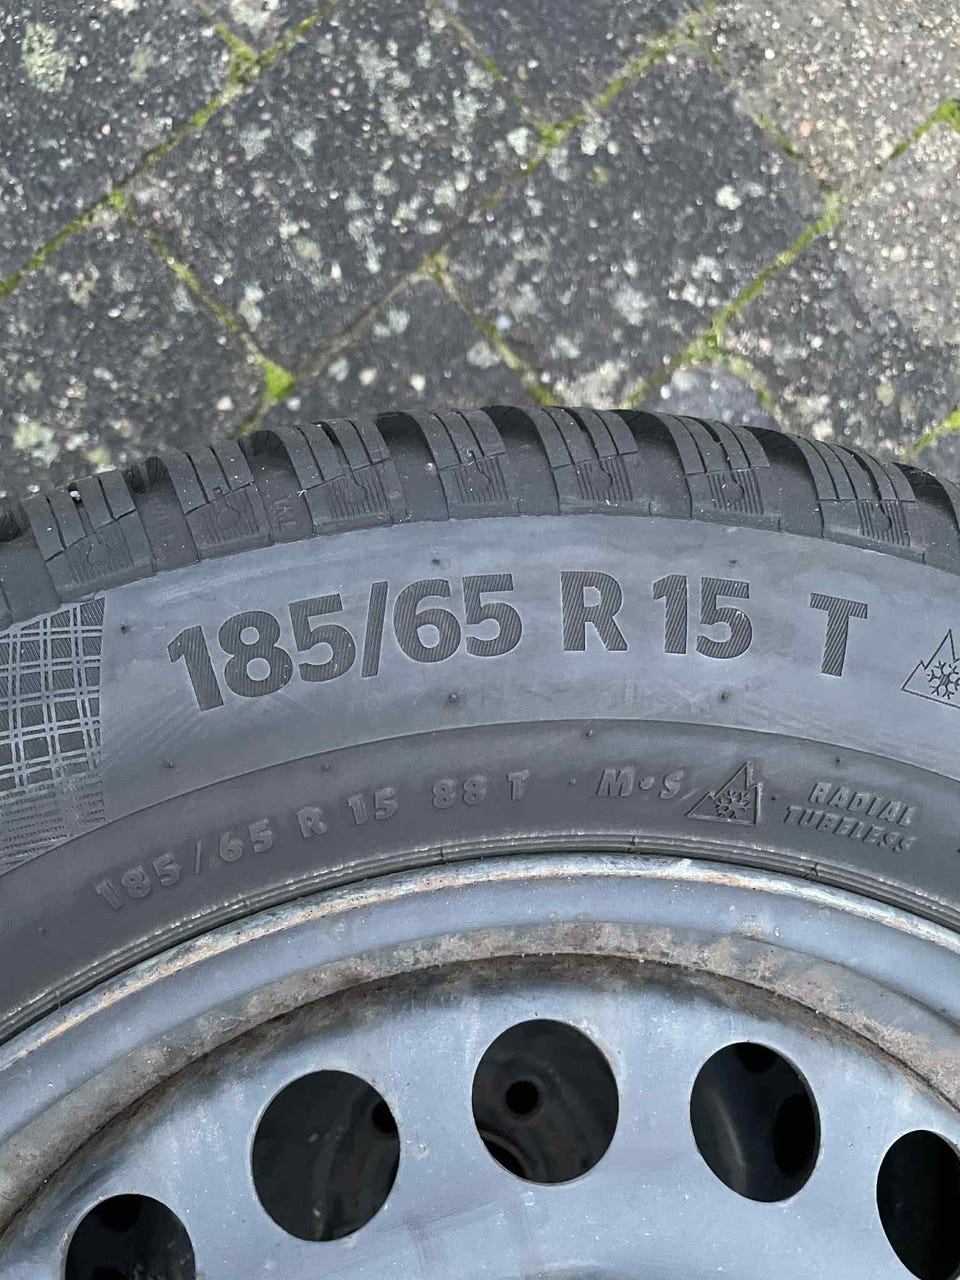 185/65 R 15 T
185/65 R 15 88 T · M·S
RADIAL
TUBELESS